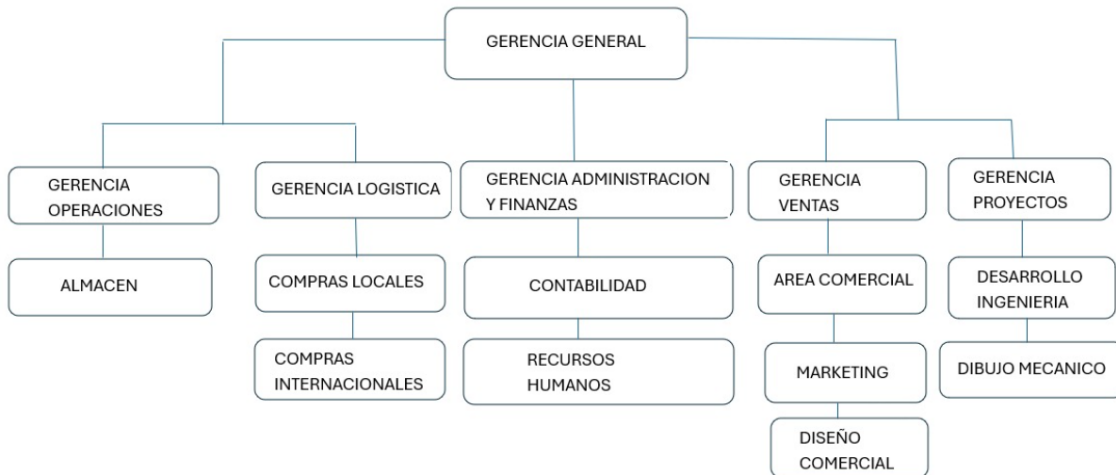 GERENCIA GENERAL
GERENCIA
OPERACIONES
GERENCIA LOGISTICA
GERENCIA ADMINISTRACION
Y FINANZAS
GERENCIA
VENTAS
GERENCIA
PROYECTOS
ALMACEN
COMPRAS LOCALES
CONTABILIDAD
AREA COMERCIAL
DESARROLLO
INGENIERIA
COMPRAS
INTERNACIONALES
RECURSOS
HUMANOS
MARKETING
DIBUJO MECANICO
DISEÑO
COMERCIAL